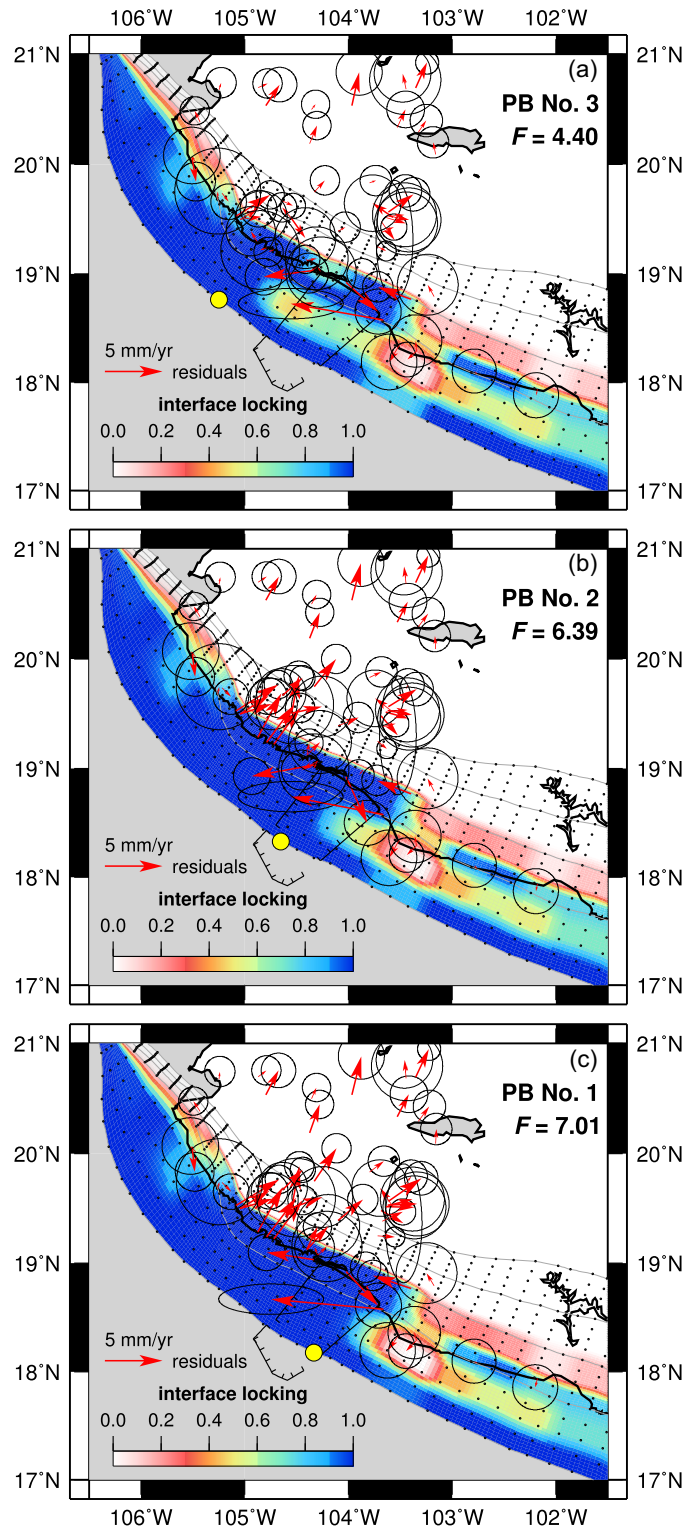 106°W 105°W 104°W 103°W 102°W
21°N 21°N
(a)
PB No. 3
F = 4.40
20°N 20°N
19°N 19°N
5 mm/yr
residuals
18°N 18°N
interface locking
0.0 0.2 0.4 0.6 0.8 1.0
17°N 17°N
21°N 21°N
(b)
PB No. 2
F = 6.39
20°N 20°N
19°N 19°N
5 mm/yr
residuals
18°N 18°N
interface locking
0.0 0.2 0.4 0.6 0.8 1.0
17°N 17°N
21°N 21°N
(c)
PB No. 1
F = 7.01
20°N 20°N
19°N 19°N
5 mm/yr
residuals
18°N 18°N
interface locking
0.0 0.2 0.4 0.6 0.8 1.0
17°N 17°N
106°W 105°W 104°W 103°W 102°W